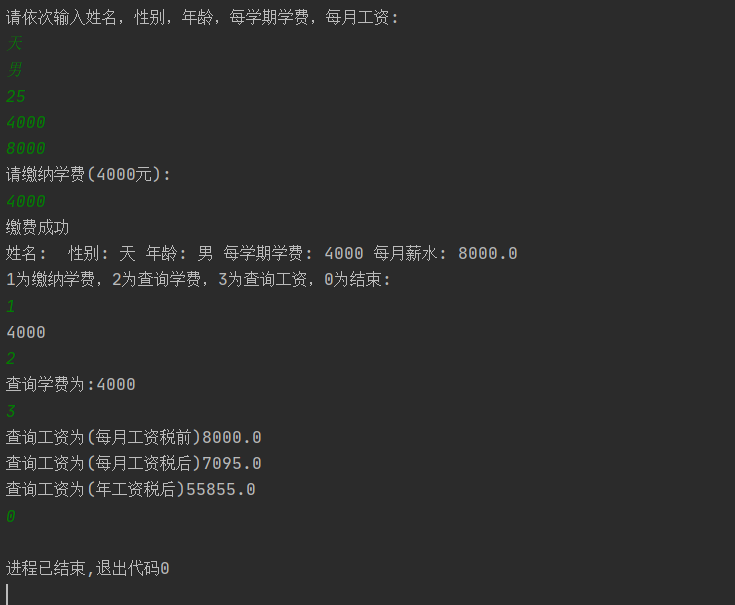 请依次输入姓名，性别，年龄，每学期学费，每月工资：
天
男
25
4000
8000
请缴纳学费(4000元)：
4000
缴费成功
姓名:  性别: 天 年龄: 男 每学期学费: 4000 每月薪水: 8000.0
1为缴纳学费，2为查询学费，3为查询工资，0为结束:
1
4000
2
查询学费为:4000
3
查询工资为(每月工资税前)8000.0
查询工资为(每月工资税后)7095.0
查询工资为(年工资税后)55855.0
0
进程已结束,退出代码0